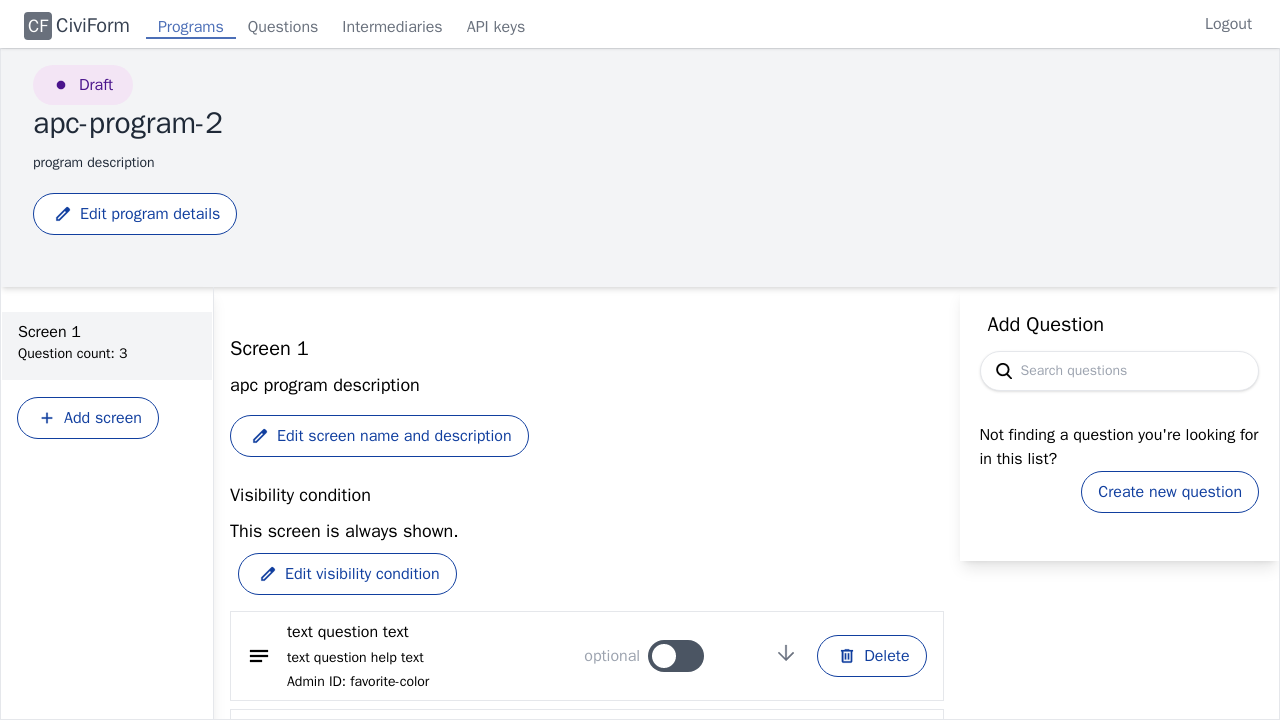 CF CiviForm Programs Questions Intermediaries API keys Logout
Draft
apc-program-2
program description
Edit program details
Screen 1
Question count: 3
Add screen
Screen 1
apc program description
Edit screen name and description
Visibility condition
This screen is always shown.
Edit visibility condition
text question text
text question help text
Admin ID: favorite-color
optional
Delete
Add Question
Search questions
Not finding a question you're looking for
in this list?
Create new question